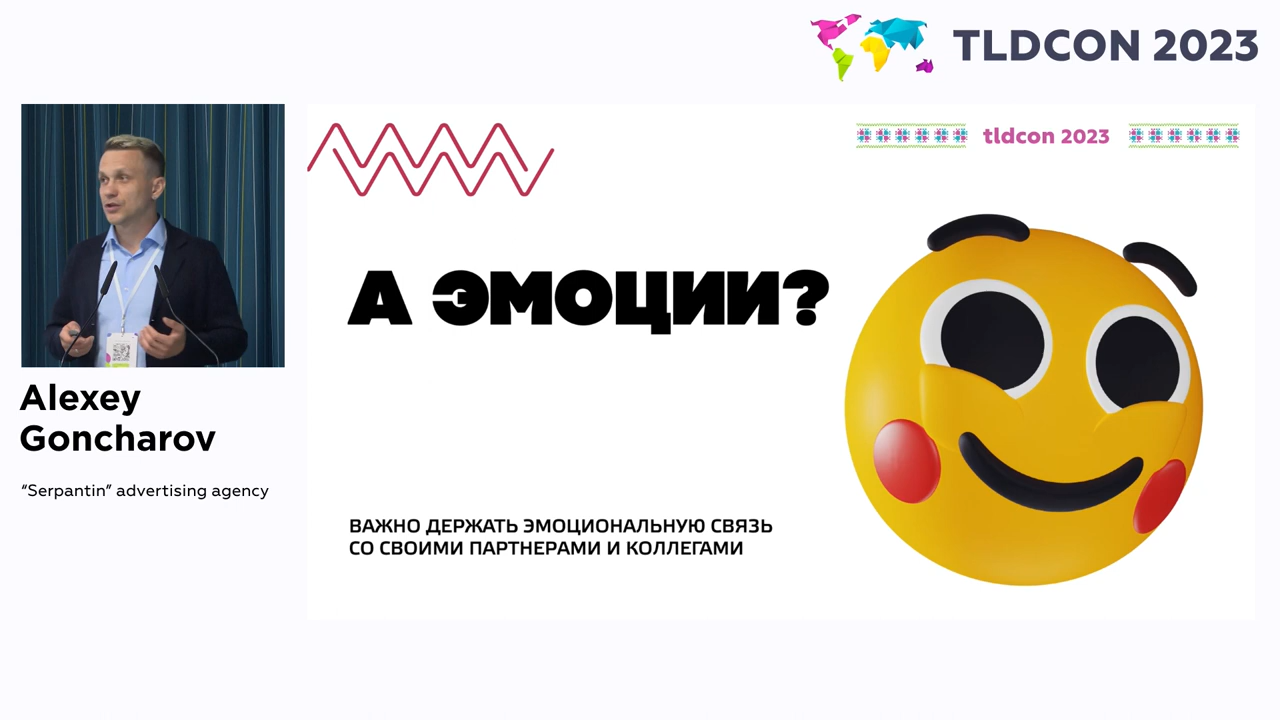 TLDCON 2023
tldcon 2023
А ЭМОЦИИ?
ВАЖНО ДЕРЖАТЬ ЭМОЦИОНАЛЬНУЮ СВЯЗЬ
СО СВОИМИ ПАРТНЕРАМИ И КОЛЛЕГАМИ
Alexey
Goncharov
“Serpantin” advertising agency